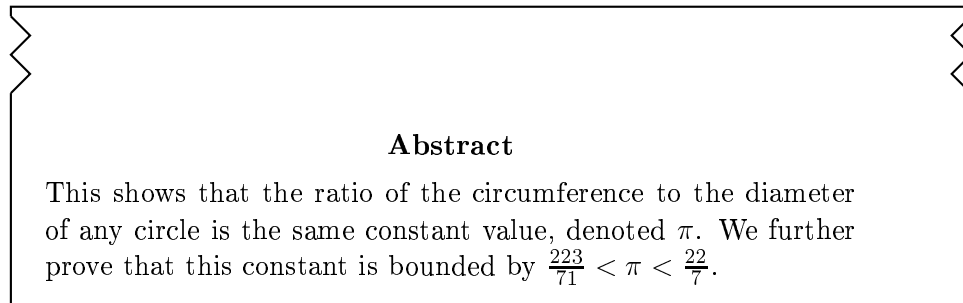 Abstract
This shows that the ratio of the circumference to the diameter
of any circle is the same constant value, denoted π. We further
prove that this constant is bounded by 223/71 < π < 22/7.